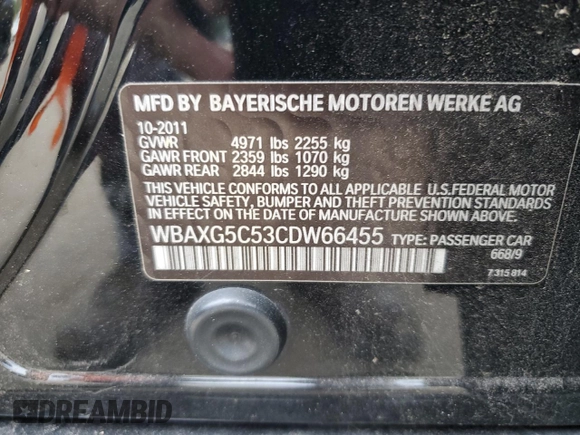 MFD BY BAYERISCHE MOTOREN WERKE AG
10-2011
GVWR 4971 lbs 2255 kg
GAWR FRONT 2359 lbs 1070 kg
GAWR REAR 2844 lbs 1290 kg
THIS VEHICLE CONFORMS TO ALL APPLICABLE U.S.FEDERAL MOTOR
VEHICLE SAFETY, BUMPER AND THEFT PREVENTION STANDARDS
IN EFFECT ON THE DATE OF MANUFACTURE SHOWN ABOVE.
WBAXG5C53CDW66455 TYPE: PASSENGER CAR
668/9
7 315 814
DREAMBID